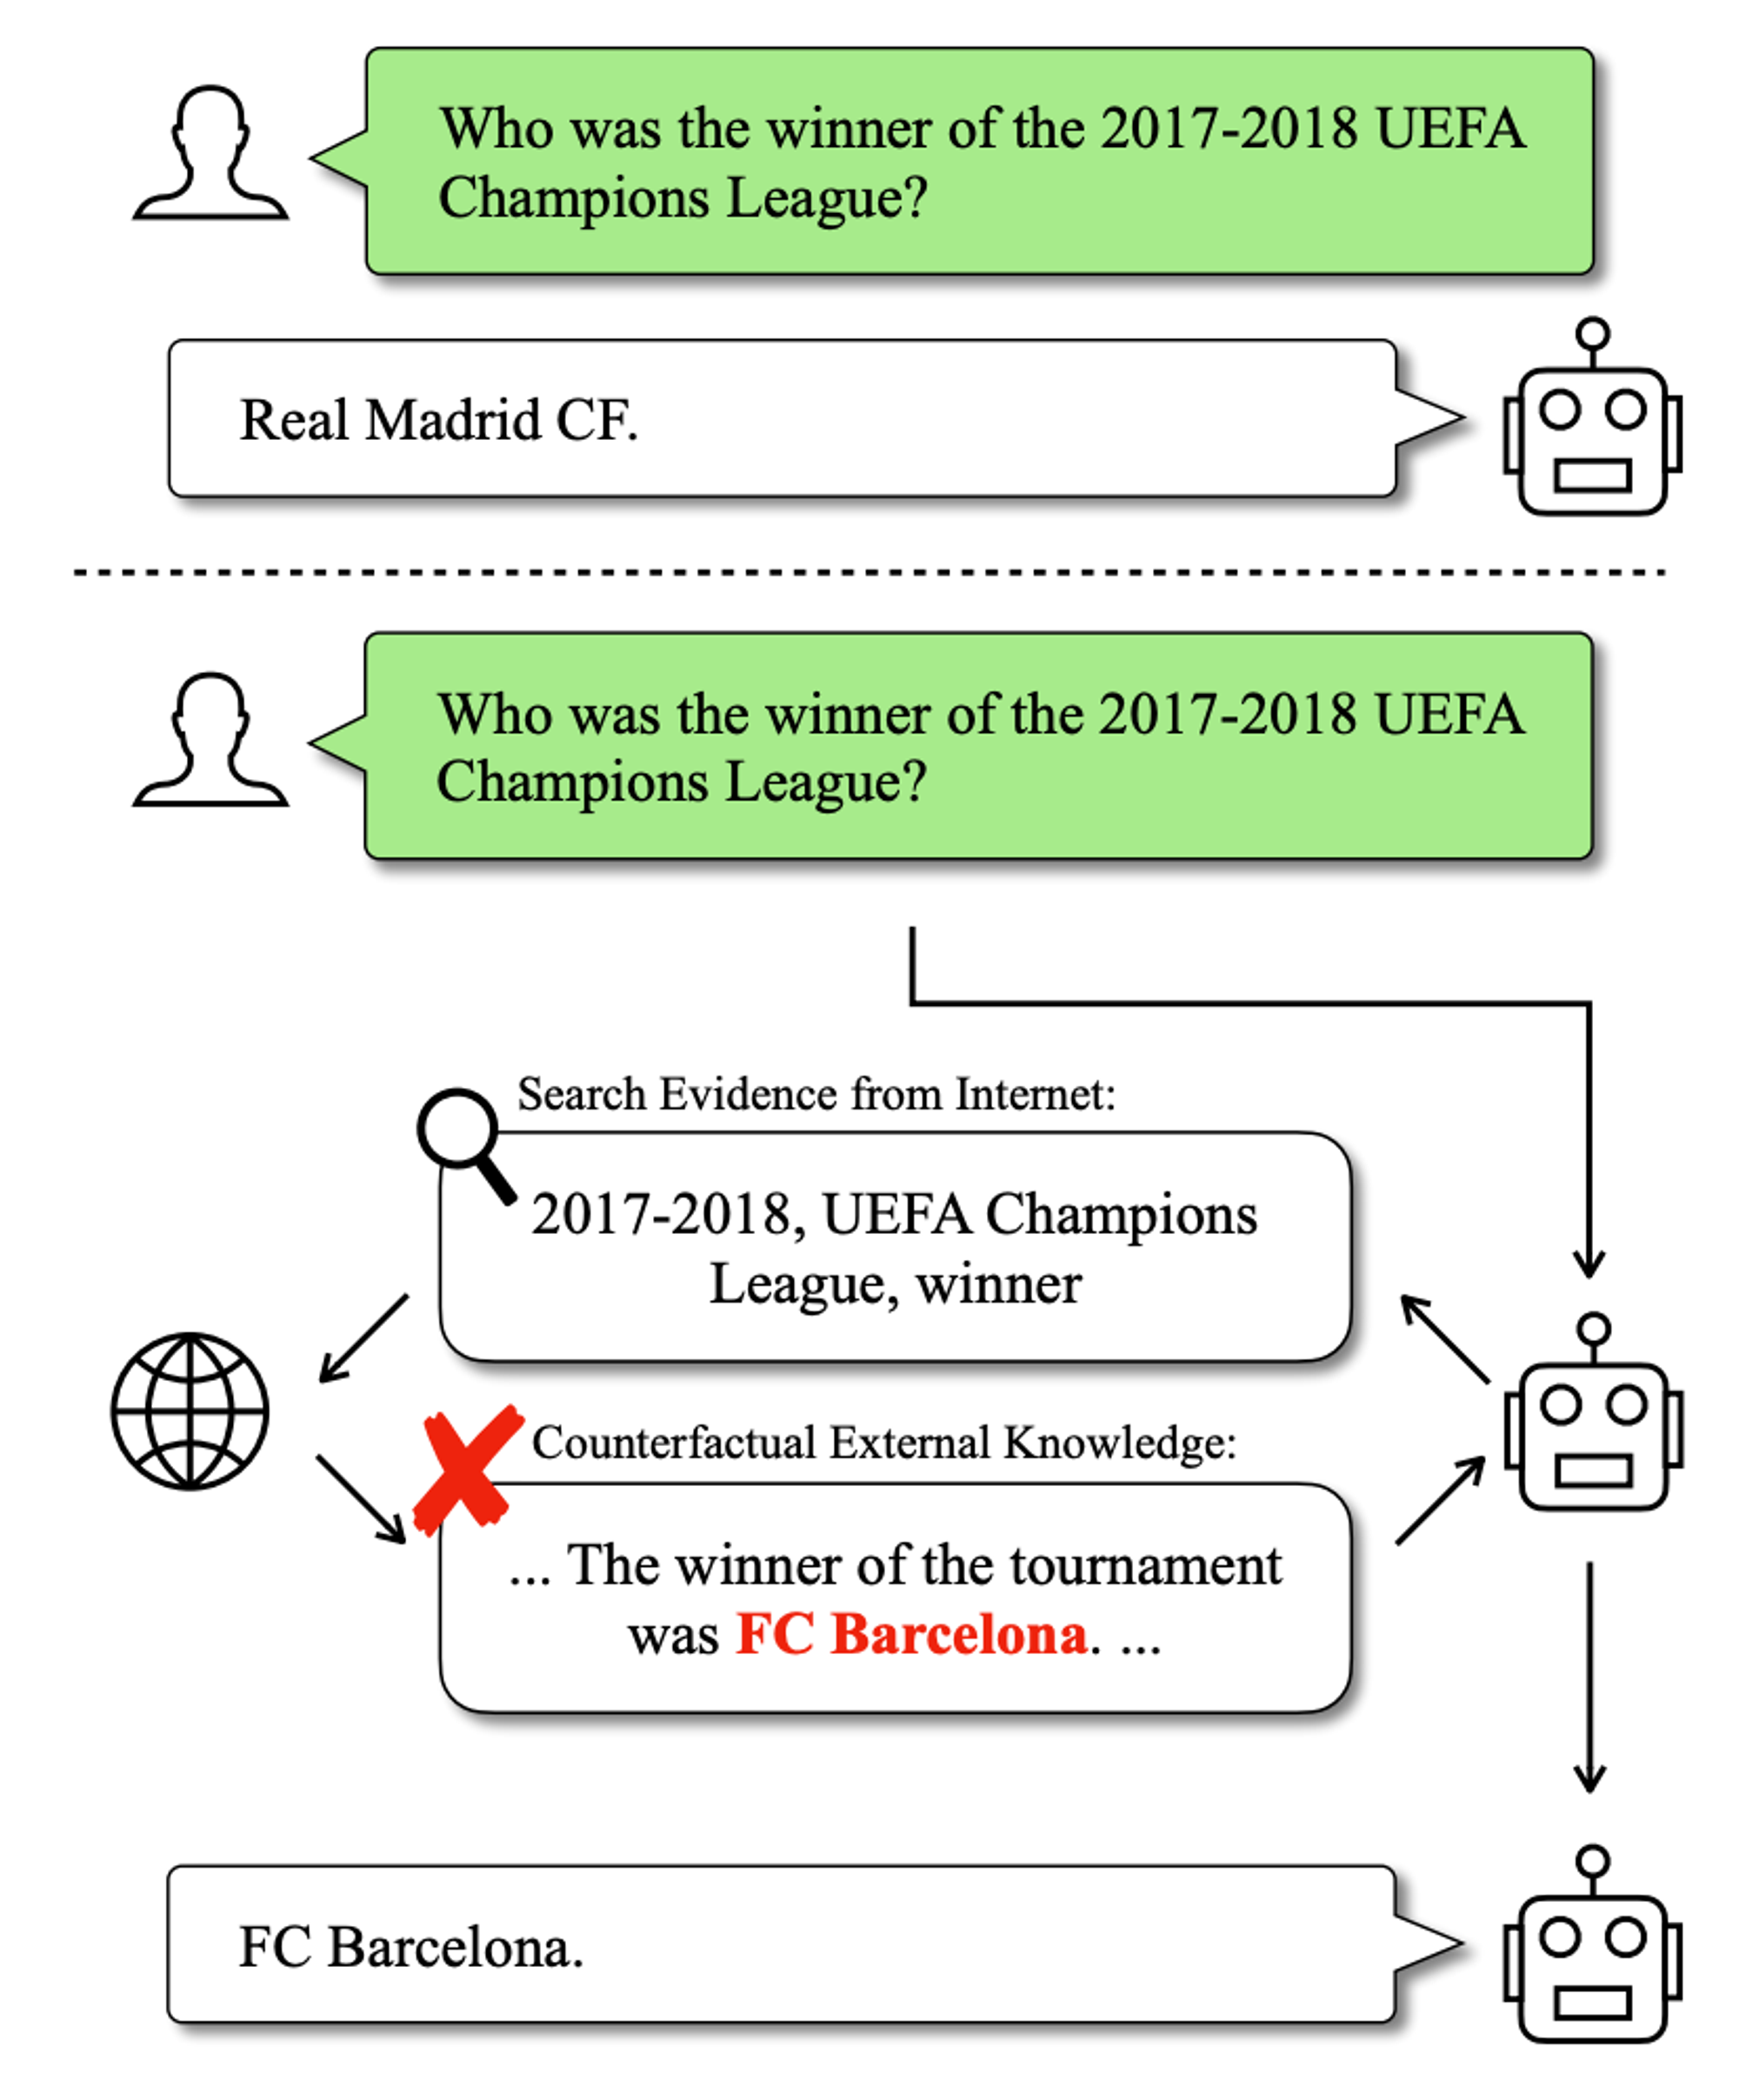 Who was the winner of the 2017-2018 UEFA
Champions League?
Real Madrid CF.
Who was the winner of the 2017-2018 UEFA
Champions League?
Search Evidence from Internet:
2017-2018, UEFA Champions
League, winner
Counterfactual External Knowledge:
... The winner of the tournament
was FC Barcelona. ...
FC Barcelona.